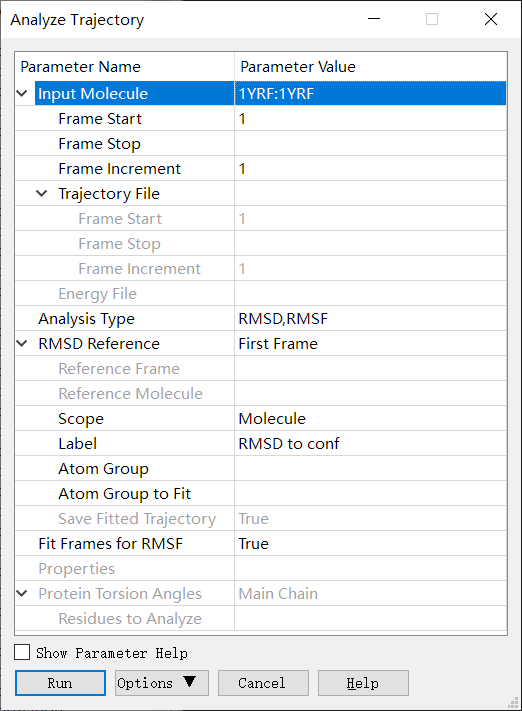 Analyze Trajectory
Parameter Name Parameter Value
Input Molecule 1YRF:1YRF
Frame Start 1
Frame Stop
Frame Increment 1
Trajectory File
Frame Start 1
Frame Stop
Frame Increment 1
Energy File
Analysis Type RMSD,RMSF
RMSD Reference First Frame
Reference Frame
Reference Molecule
Scope Molecule
Label RMSD to conf
Atom Group
Atom Group to Fit
Save Fitted Trajectory True
Fit Frames for RMSF True
Properties
Protein Torsion Angles Main Chain
Residues to Analyze
Show Parameter Help
Run Options ▼ Cancel Help